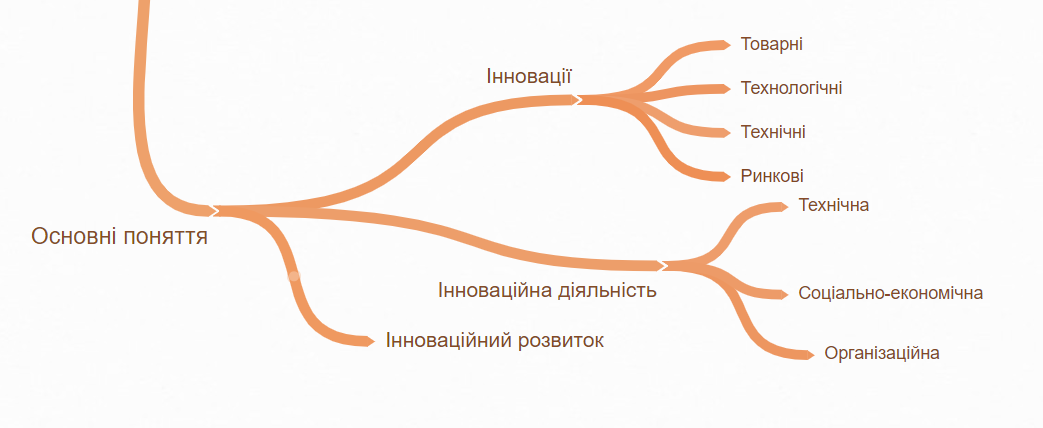 Товарні
Інновації
Технологічні
Технічні
Ринкові
Технічна
Основні поняття
Інноваційна діяльність
Соціально-економічна
Інноваційний розвиток
Організаційна